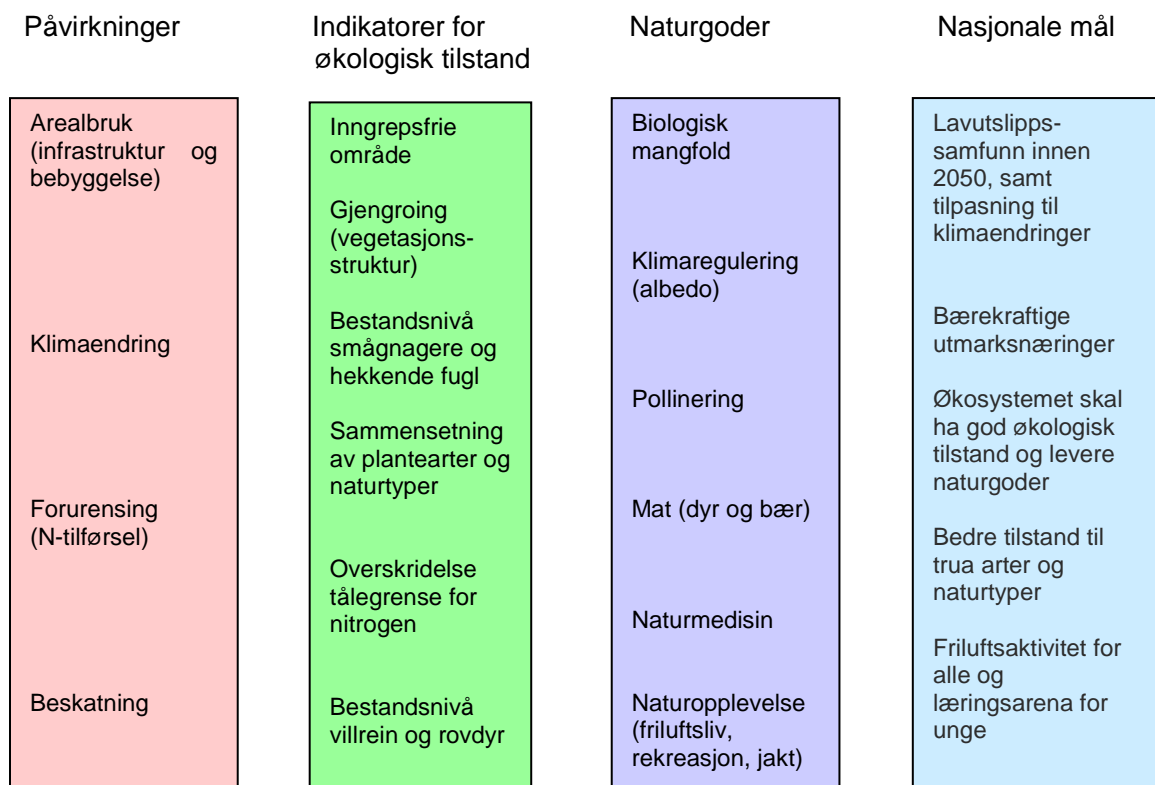 Påvirkninger
Arealbruk
(infrastruktur og
bebyggelse)
Klimaendring
Forurensing
(N-tilførsel)
Beskatning
Indikatorer for
økologisk tilstand
Inngrepsfrie
område
Gjengroing
(vegetasjons-
struktur)
Bestandsnivå
smågnagere og
hekkende fugl
Sammensetning
av plantearter og
naturtyper
Overskridelse
tålegrense for
nitrogen
Bestandsnivå
villrein og rovdyr
Naturgoder
Biologisk
mangfold
Klimaregulering
(albedo)
Pollinering
Mat (dyr og bær)
Naturmedisin
Naturopplevelse
(friluftsliv,
rekreasjon, jakt)
Nasjonale mål
Lavutslipps-
samfunn innen
2050, samt
tilpasning til
klimaendringer
Bærekraftige
utmarksnæringer
Økosystemet skal
ha god økologisk
tilstand og levere
naturgoder
Bedre tilstand til
trua arter og
naturtyper
Friluftsaktivitet for
alle og
læringsarena for
unge